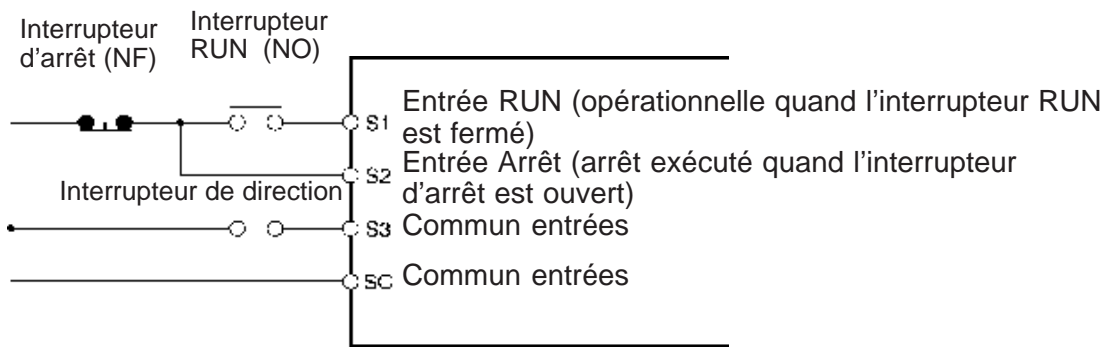 Interrupteur
d'arrêt (NF)
Interrupteur
RUN (NO)
S1
Entrée RUN (opérationnelle quand l'interrupteur RUN
est fermé)
S2
Entrée Arrêt (arrêt exécuté quand l'interrupteur
d'arrêt est ouvert)
Interrupteur de direction
S3 Commun entrées
SC Commun entrées